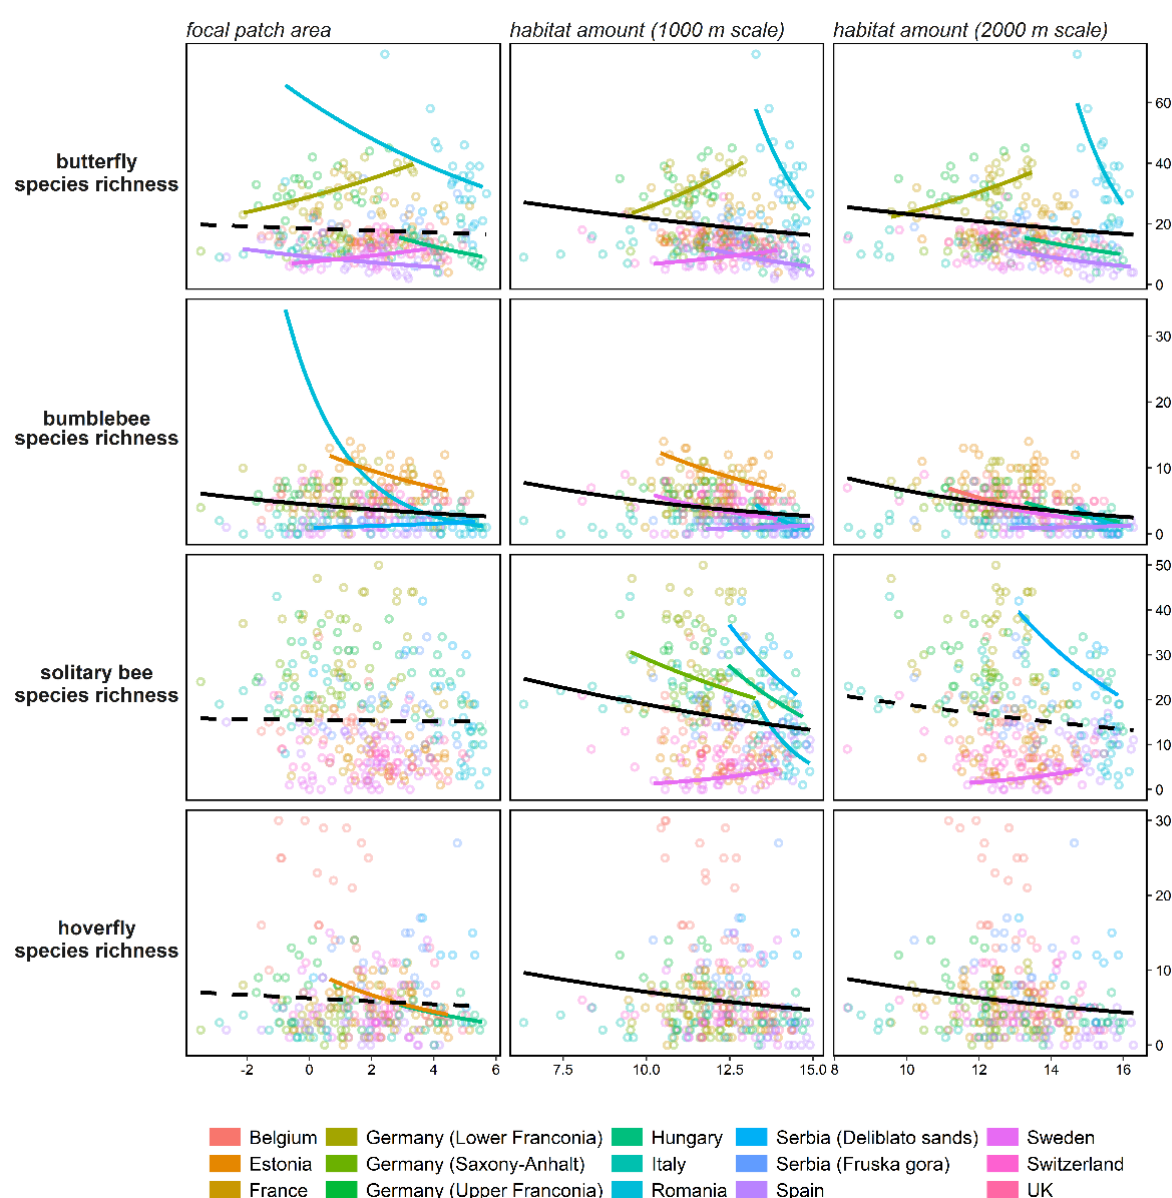 focal patch area
habitat amount (1000 m scale)
habitat amount (2000 m scale)
butterfly
species richness
60
40
20
0
bumblebee
species richness
30
20
10
0
solitary bee
species richness
50
40
30
20
10
0
hoverfly
species richness
30
20
10
0
-2 0 2 4 6
7.5 10.0 12.5 15.0
8 10 12 14 16
Belgium Germany (Lower Franconia) Hungary Serbia (Deliblato sands) Sweden
Estonia Germany (Saxony-Anhalt) Italy Serbia (Fruska gora) Switzerland
France Germany (Upper Franconia) Romania Spain UK